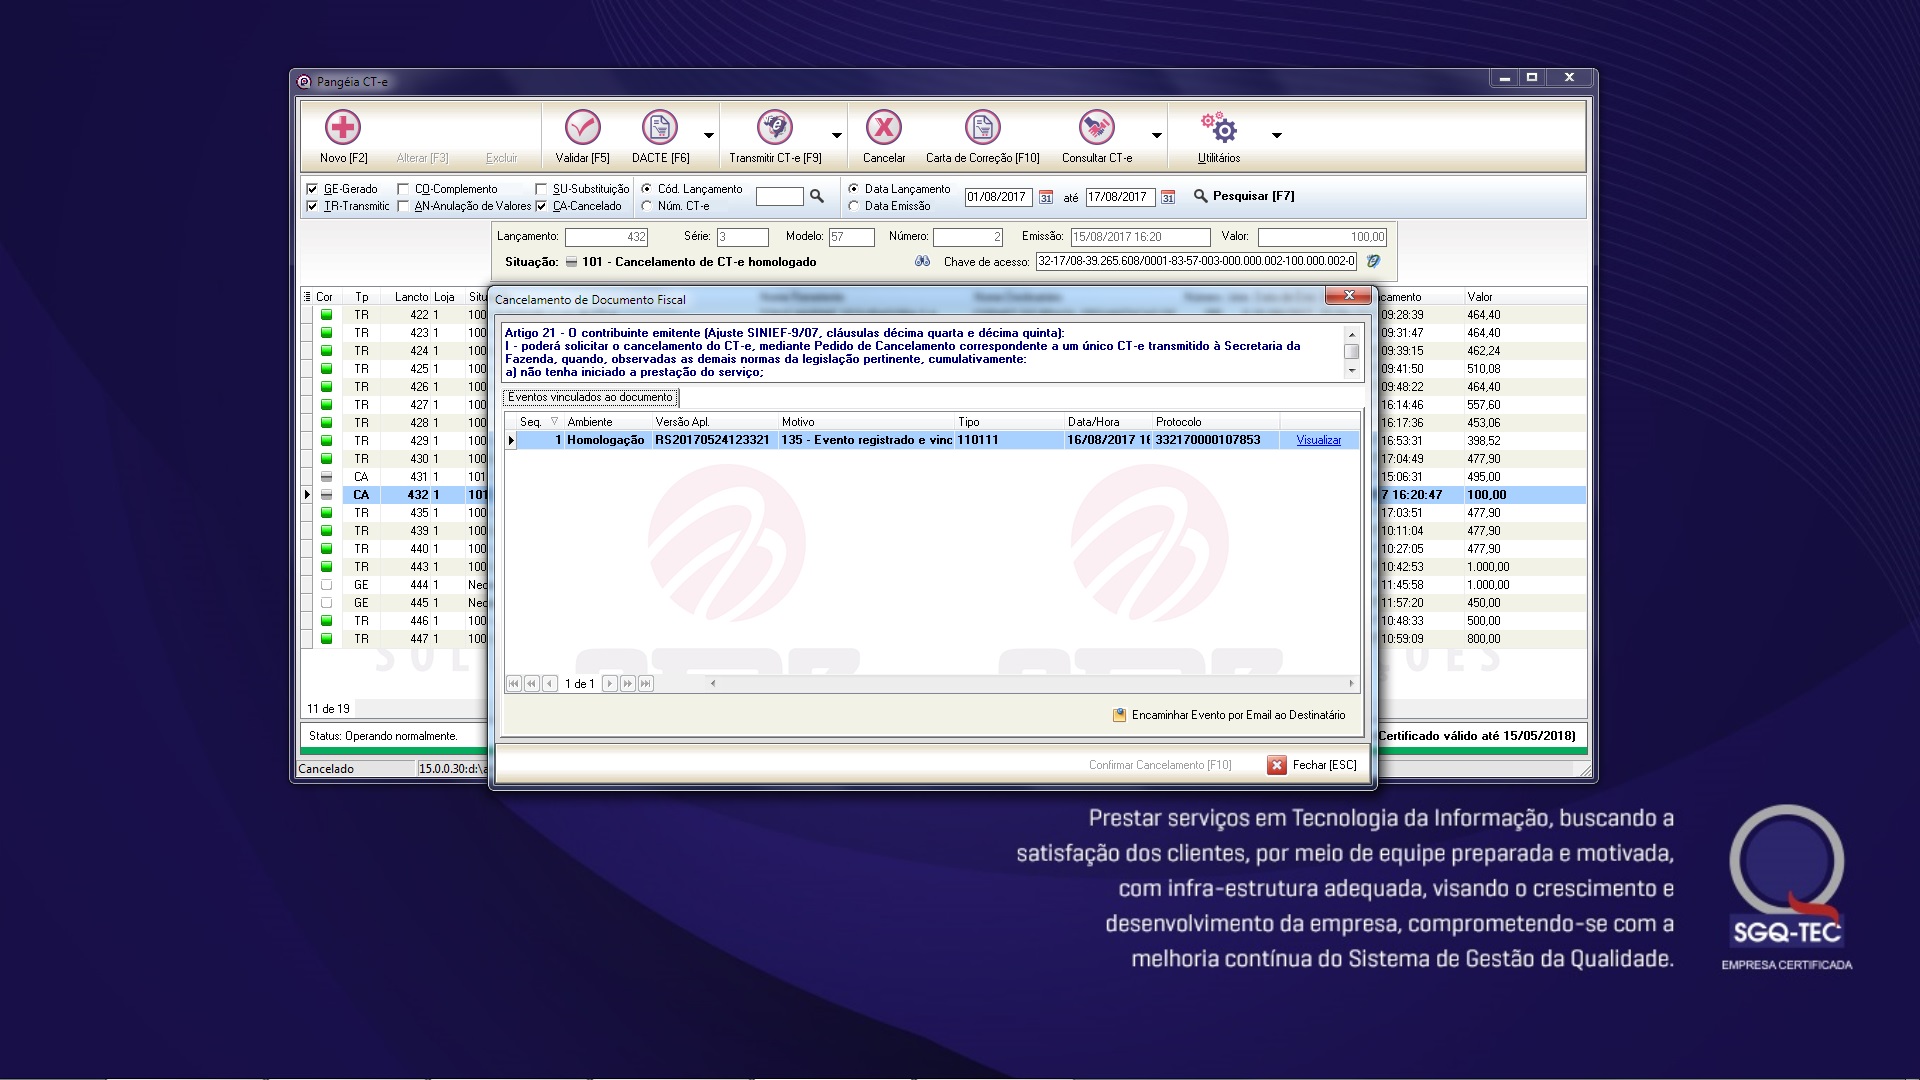 Pangéia CT-e
Novo [F2]
Alterar [F3]
Excluir
Validar [F5]
DACTE [F6]
Transmitir CT-e [F9]
Cancelar
Carta de Correção [F10]
Consultar CT-e
Utilitários
GE-Gerado
CO-Complemento
SU-Substituição
Cód. Lançamento
Data Lançamento
01/08/2017
31
até
17/08/2017
31
Pesquisar [F7]
TR-Transmitic
AN-Anulação de Valores
CA-Cancelado
Núm. CT-e
Data Emissão
Lançamento: 432
Série: 3
Modelo: 57
Número: 2
Emissão: 15/08/2017 16:20
Valor: 100,00
Situação: 101 - Cancelamento de CT-e homologado
Chave de acesso: 32-17/08-39.265.608/0001-83-57-003-000.000.002-100.000.002-0
Cor Tp Lancto Loja Situ
camento Valor
TR 422 1 100 09:28:39 464,40
TR 423 1 100 09:31:47 464,40
TR 424 1 100 09:39:15 462,24
TR 425 1 100 09:41:50 510,08
TR 426 1 100 09:48:22 464,40
TR 427 1 100 16:14:46 557,60
TR 428 1 100 16:17:36 453,06
TR 429 1 100 16:53:31 398,52
TR 430 1 100 17:04:49 477,90
CA 431 1 101 15:06:31 495,00
CA 432 1 101 7 16:20:47 100,00
TR 435 1 100 17:03:51 477,90
TR 439 1 100 10:11:04 477,90
TR 440 1 100 10:27:05 477,90
TR 443 1 100 10:42:53 1.000,00
GE 444 1 Nec 11:45:58 1.000,00
GE 445 1 Nec 11:57:20 450,00
TR 446 1 100 10:48:33 500,00
TR 447 1 100 10:59:09 800,00
11 de 19
Status: Operando normalmente.
Certificado válido até 15/05/2018)
Cancelado
15.0.0.30:d:\a
Cancelamento de Documento Fiscal
Artigo 21 - O contribuinte emitente (Ajuste SINIEF-9/07, cláusulas décima quarta e décima quinta):
I - poderá solicitar o cancelamento do CT-e, mediante Pedido de Cancelamento correspondente a um único CT-e transmitido à Secretaria da
Fazenda, quando, observadas as demais normas da legislação pertinente, cumulativamente:
a) não tenha iniciado a prestação do serviço;
Eventos vinculados ao documento
Seq. Ambiente Versão Apl. Motivo Tipo Data/Hora Protocolo
1 Homologação RS20170524123321 135 - Evento registrado e vinc 110111 16/08/2017 16 332170000107853 Visualizar
1 de 1
Encaminhar Evento por Email ao Destinatário
Confirmar Cancelamento [F10]
Fechar [ESC]
Prestar serviços em Tecnologia da Informação, buscando a
satisfação dos clientes, por meio de equipe preparada e motivada,
com infra-estrutura adequada, visando o crescimento e
desenvolvimento da empresa, comprometendo-se com a
melhoria contínua do Sistema de Gestão da Qualidade.
SGQ-TEC
EMPRESA CERTIFICADA